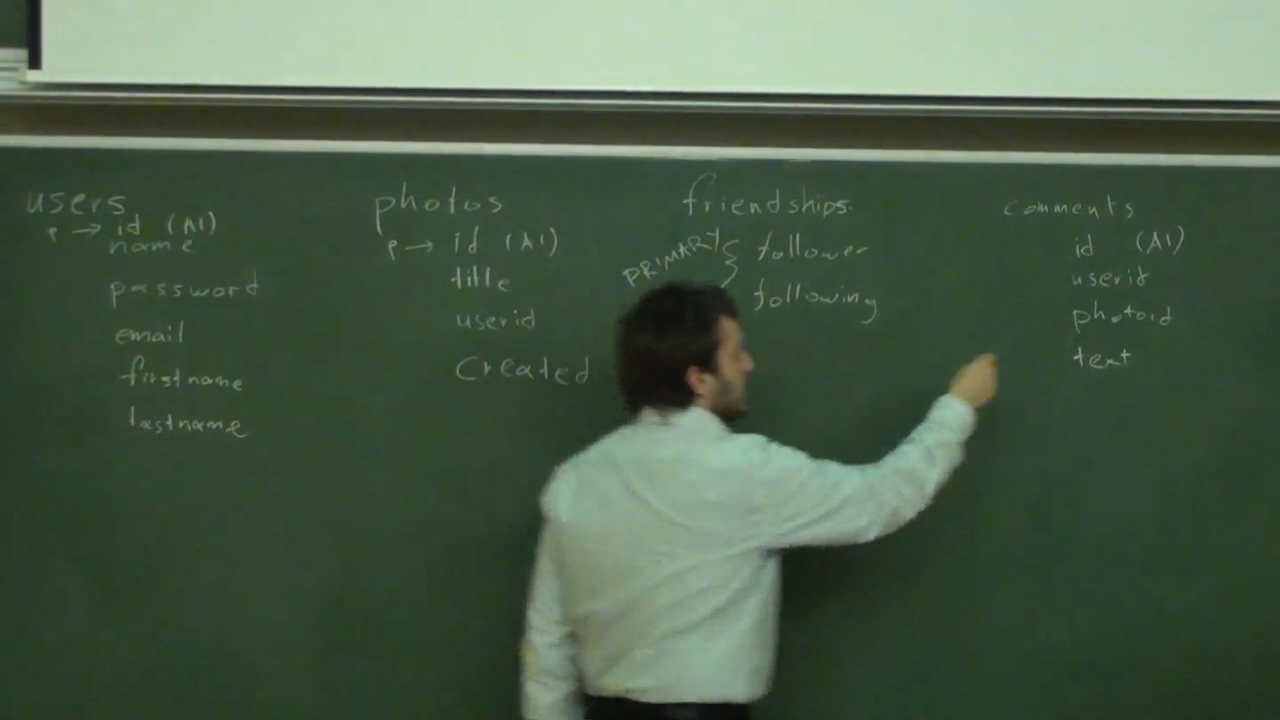 users
P → id (AI)
name
password
email
firstname
lastname
photos
P → id (AI)
title
userid
created
friendships
PRIMARY { follower
following
comments
id (AI)
userid
photoid
text